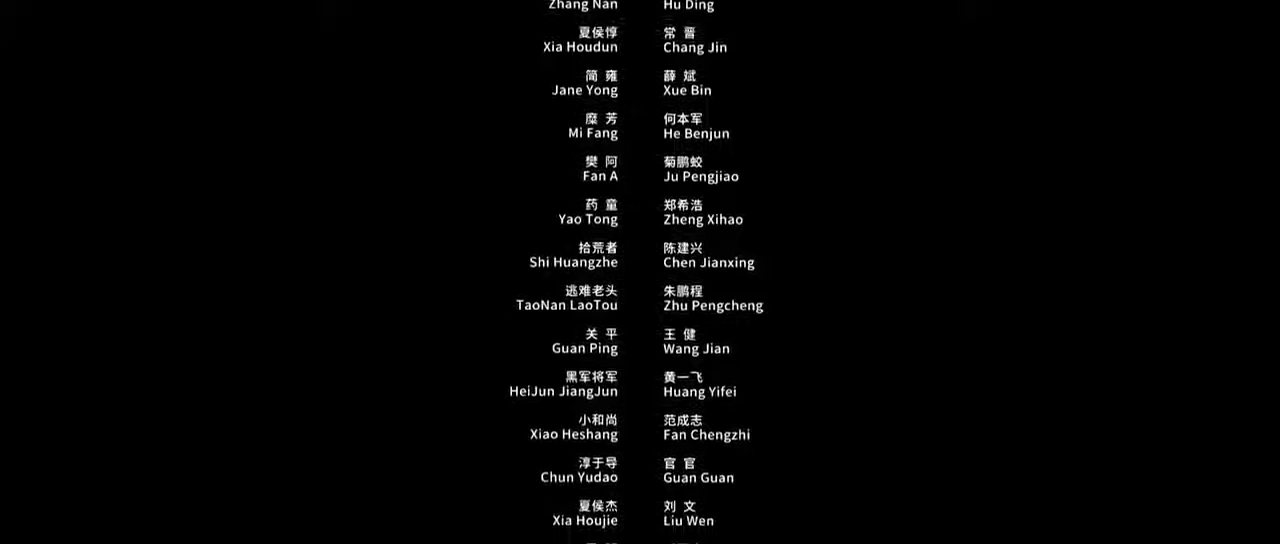 Zhang Nan Hu Ding
夏侯惇 常 晋
Xia Houdun Chang Jin
简 雍 薛 斌
Jane Yong Xue Bin
糜 芳 何本军
Mi Fang He Benjun
樊 阿 菊鹏蛟
Fan A Ju Pengjiao
药 童 郑希浩
Yao Tong Zheng Xihao
拾荒者 陈建兴
Shi Huangzhe Chen Jianxing
逃难老头 朱鹏程
TaoNan LaoTou Zhu Pengcheng
关 平 王 健
Guan Ping Wang Jian
黑军将军 黄一飞
HeiJun JiangJun Huang Yifei
小和尚 范成志
Xiao Heshang Fan Chengzhi
淳于导 官 官
Chun Yudao Guan Guan
夏侯杰 刘 文
Xia Houjie Liu Wen